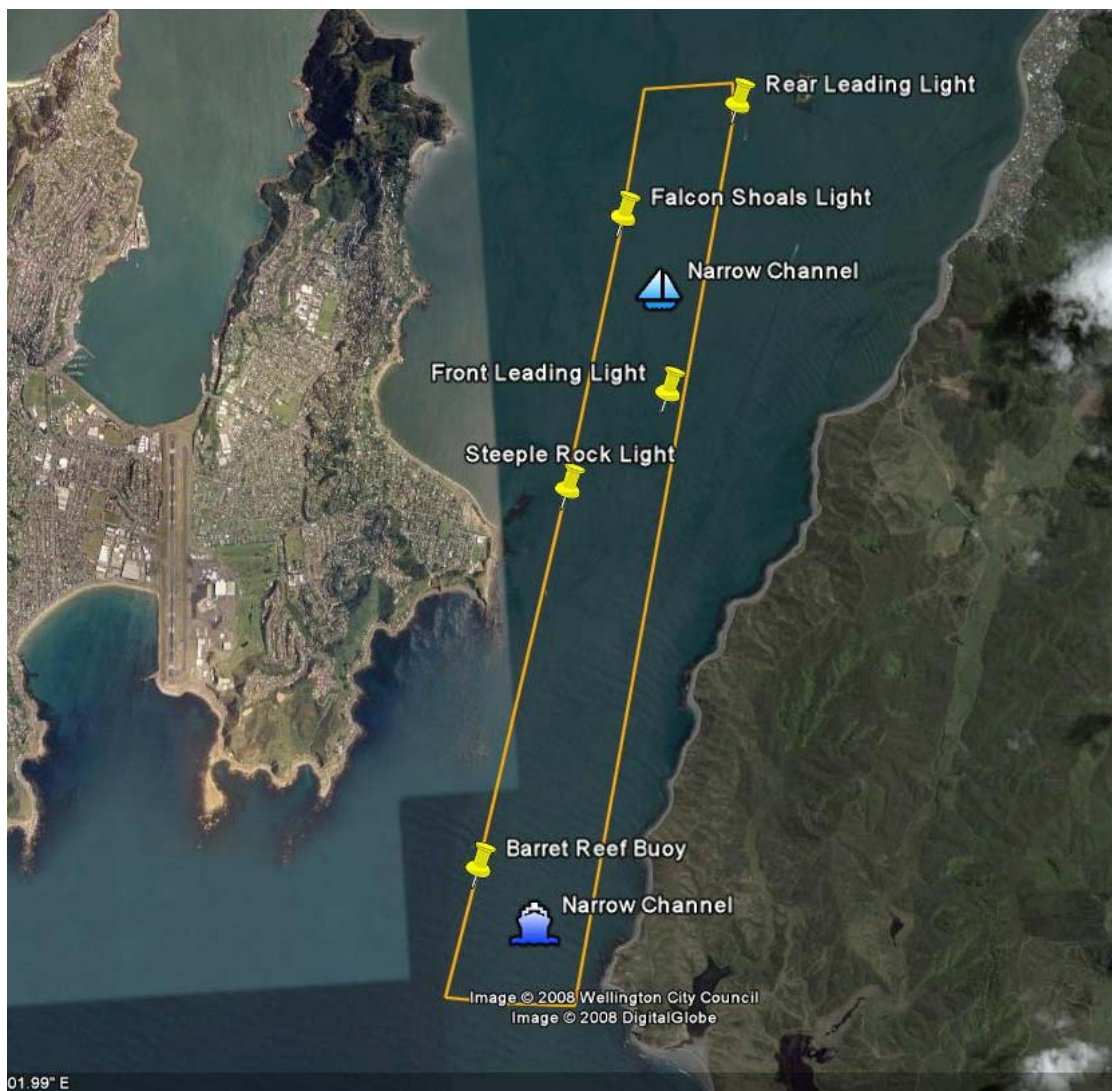 Rear Leading Light
Falcon Shoals Light
Narrow Channel
Front Leading Light
Steeple Rock Light
Barret Reef Buoy
Narrow Channel
Image © 2008 Wellington City Council
Image © 2008 DigitalGlobe
01.99" E